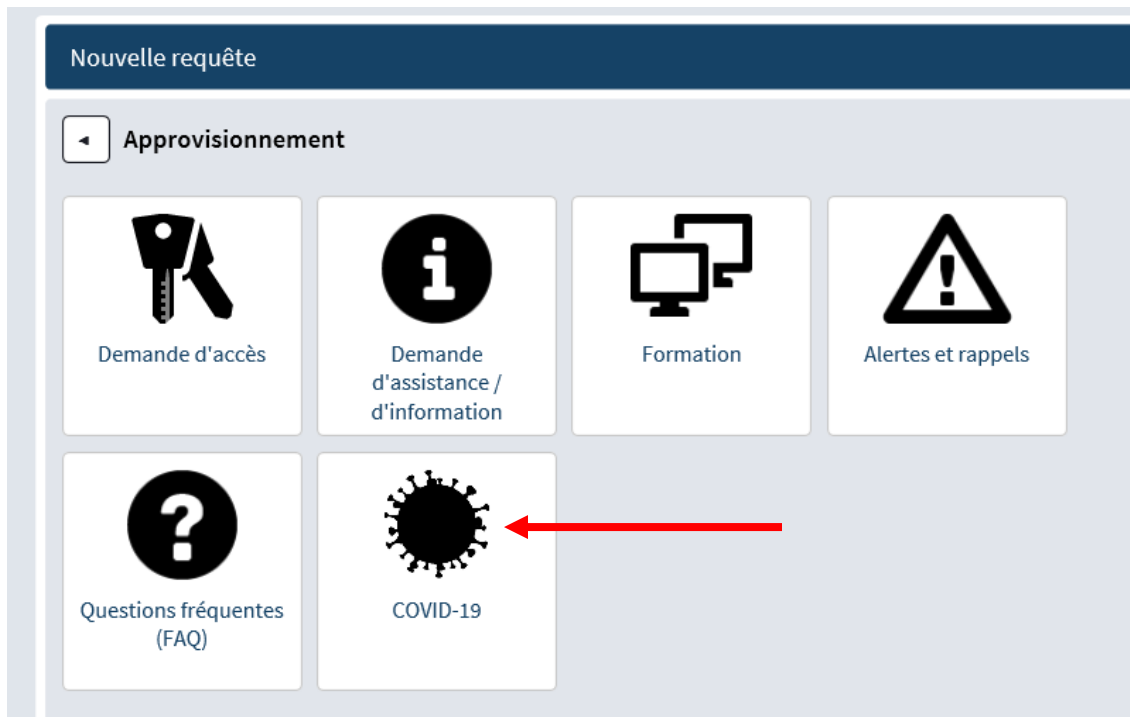 Nouvelle requête
Approvisionnement
Demande d'accès
Demande
d'assistance /
d'information
Formation
Alertes et rappels
Questions fréquentes
(FAQ)
COVID-19